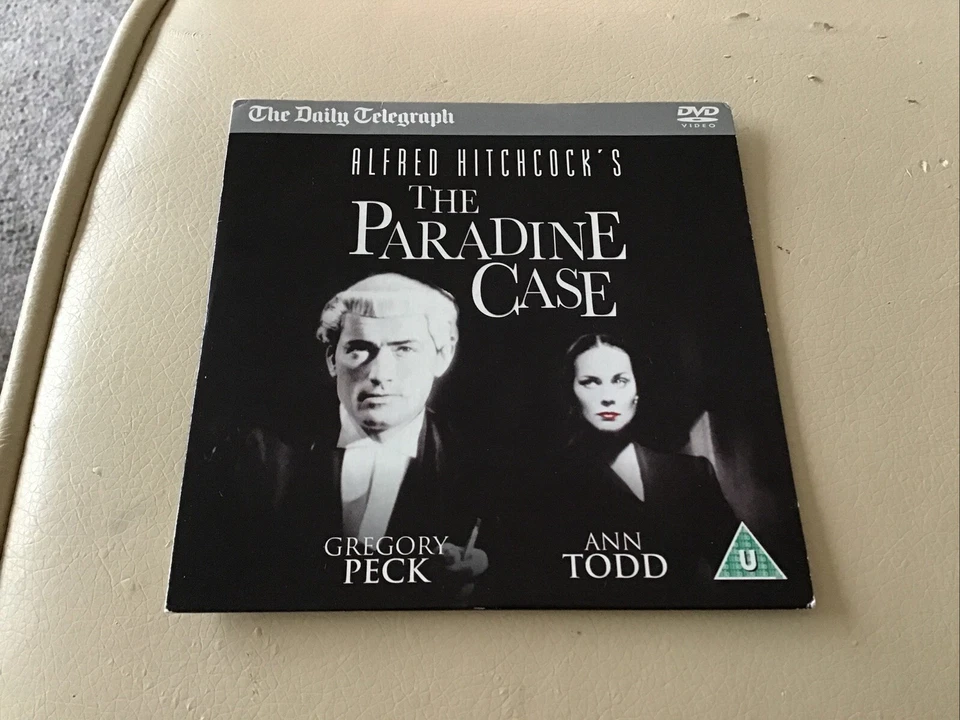 The Daily Telegraph
DVD
VIDEO
ALFRED HITCHCOCK'S
THE
PARADINE
CASE
GREGORY
PECK
ANN
TODD
U